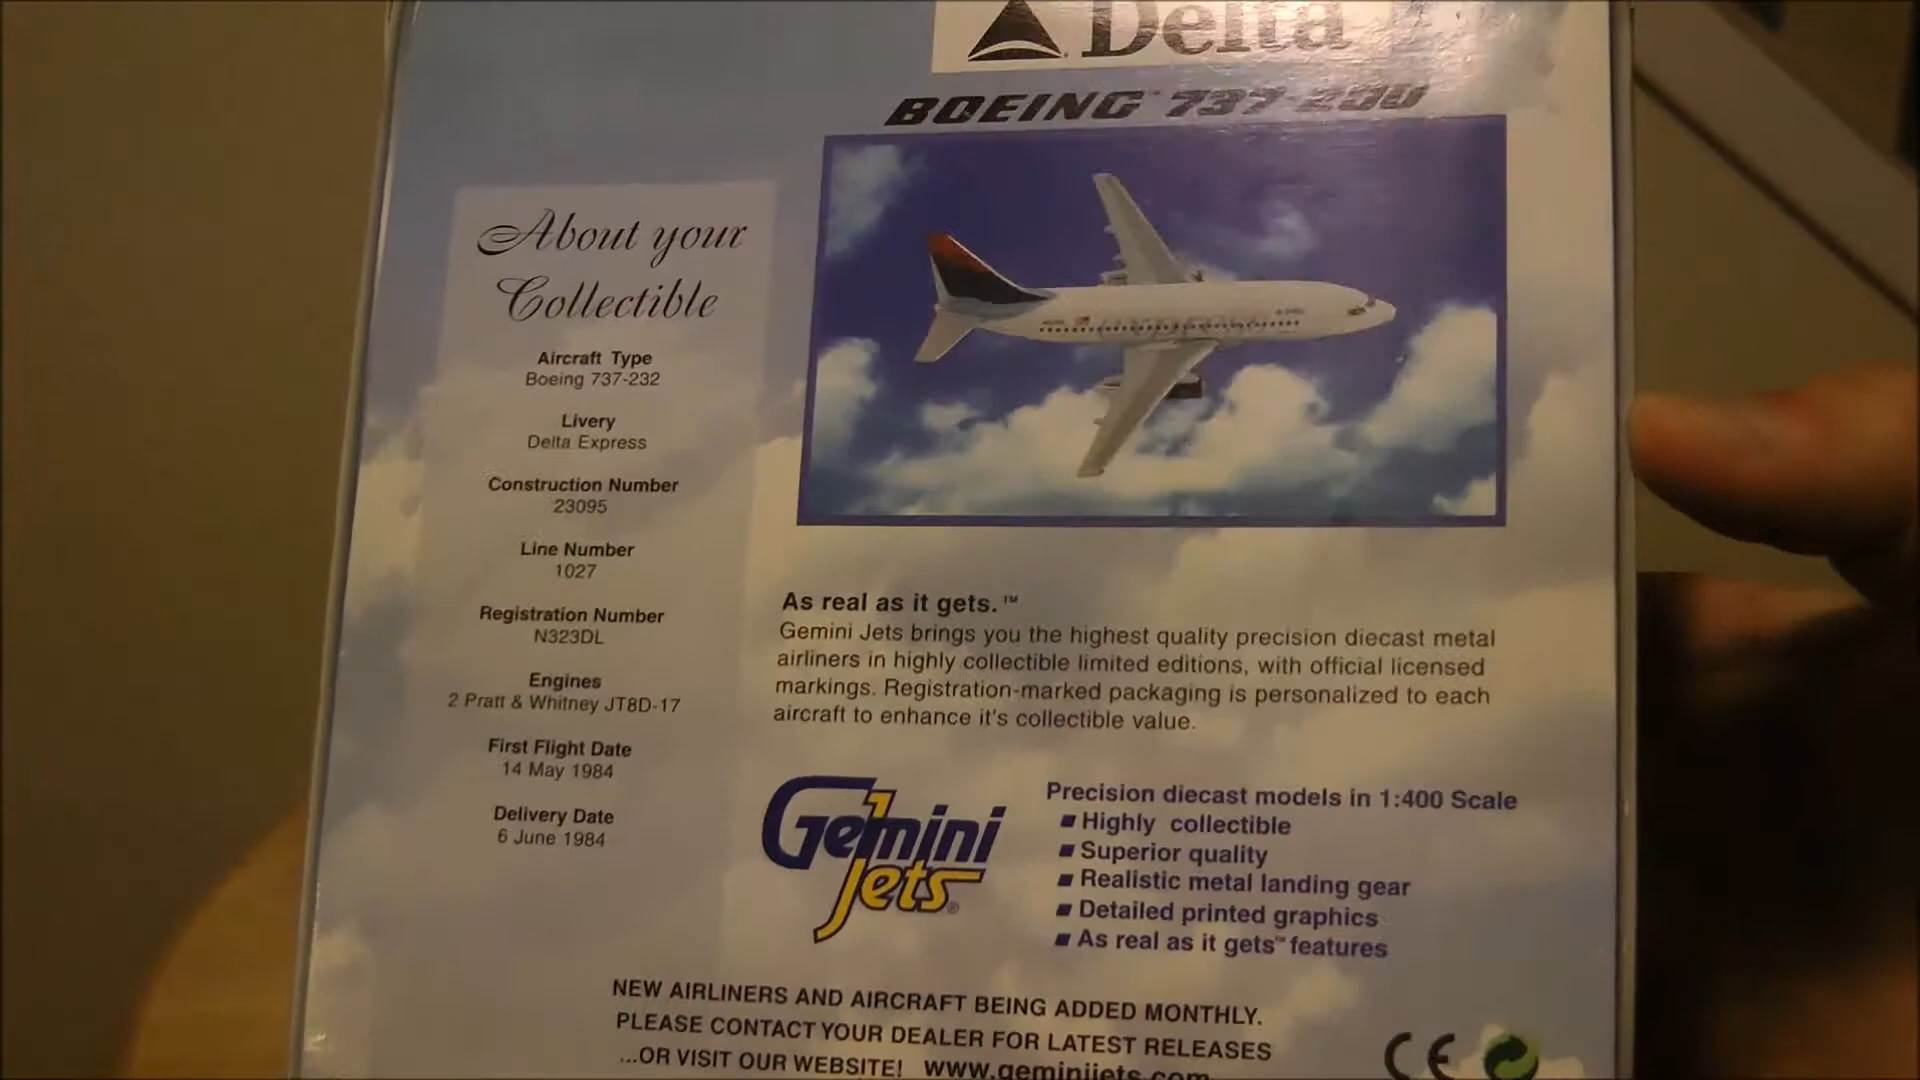 Delta
BOEING™ 737-200
About your
Collectible
Aircraft Type
Boeing 737-232
Livery
Delta Express
Construction Number
23095
Line Number
1027
Registration Number
N323DL
Engines
2 Pratt & Whitney JT8D-17
First Flight Date
14 May 1984
Delivery Date
6 June 1984
As real as it gets.™
Gemini Jets brings you the highest quality precision diecast metal
airliners in highly collectible limited editions, with official licensed
markings. Registration-marked packaging is personalized to each
aircraft to enhance it's collectible value.
Gemini
Jets®
Precision diecast models in 1:400 Scale
Highly collectible
Superior quality
Realistic metal landing gear
Detailed printed graphics
As real as it gets™ features
NEW AIRLINERS AND AIRCRAFT BEING ADDED MONTHLY.
PLEASE CONTACT YOUR DEALER FOR LATEST RELEASES
...OR VISIT OUR WEBSITE! www.geminijets.com
CE